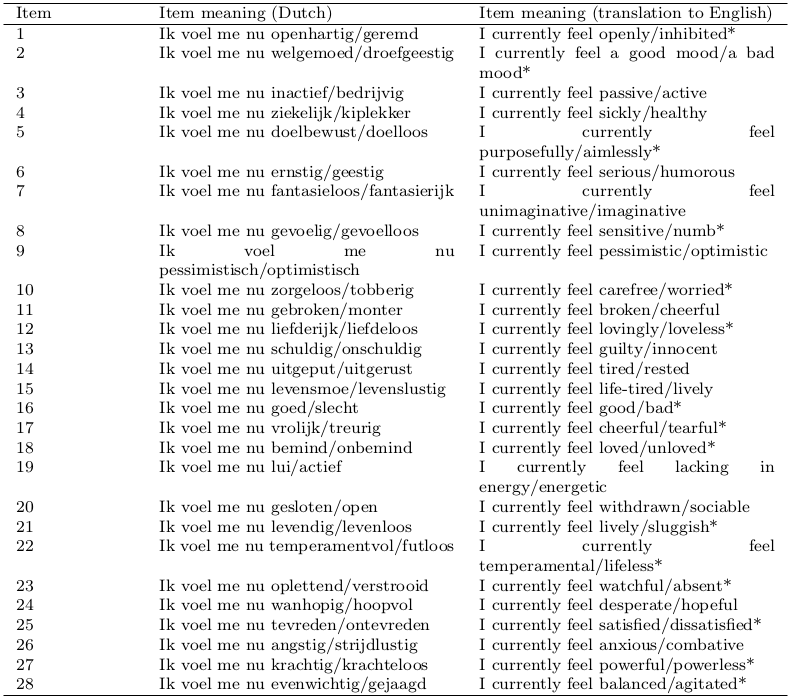 Item Item meaning (Dutch) Item meaning (translation to English)
1 Ik voel me nu openhartig/geremd I currently feel openly/inhibited*
2 Ik voel me nu welgemoed/droefgeestig I currently feel a good mood/a bad
mood*
3 Ik voel me nu inactief/bedrijvig I currently feel passive/active
4 Ik voel me nu ziekelijk/kiplekker I currently feel sickly/healthy
5 Ik voel me nu doelbewust/doelloos I currently feel
purposefully/aimlessly*
6 Ik voel me nu ernstig/geestig I currently feel serious/humorous
7 Ik voel me nu fantasieloos/fantasierijk I currently feel
unimaginative/imaginative
8 Ik voel me nu gevoelig/gevoelloos I currently feel sensitive/numb*
9 Ik voel me nu I currently feel pessimistic/optimistic
pessimistisch/optimistisch
10 Ik voel me nu zorgeloos/tobberig I currently feel carefree/worried*
11 Ik voel me nu gebroken/monter I currently feel broken/cheerful
12 Ik voel me nu liefderijk/liefdeloos I currently feel lovingly/loveless*
13 Ik voel me nu schuldig/onschuldig I currently feel guilty/innocent
14 Ik voel me nu uitgeput/uitgerust I currently feel tired/rested
15 Ik voel me nu levensmoe/levenslustig I currently feel life-tired/lively
16 Ik voel me nu goed/slecht I currently feel good/bad*
17 Ik voel me nu vrolijk/treurig I currently feel cheerful/tearful*
18 Ik voel me nu bemind/onbemind I currently feel loved/unloved*
19 Ik voel me nu lui/actief I currently feel lacking in
energy/energetic
20 Ik voel me nu gesloten/open I currently feel withdrawn/sociable
21 Ik voel me nu levendig/levenloos I currently feel lively/sluggish*
22 Ik voel me nu temperamentvol/futloos I currently feel
temperamental/lifeless*
23 Ik voel me nu oplettend/verstrooid I currently feel watchful/absent*
24 Ik voel me nu wanhopig/hoopvol I currently feel desperate/hopeful
25 Ik voel me nu tevreden/ontevreden I currently feel satisfied/dissatisfied*
26 Ik voel me nu angstig/strijdlustig I currently feel anxious/combative
27 Ik voel me nu krachtig/krachteloos I currently feel powerful/powerless*
28 Ik voel me nu evenwichtig/gejaagd I currently feel balanced/agitated*